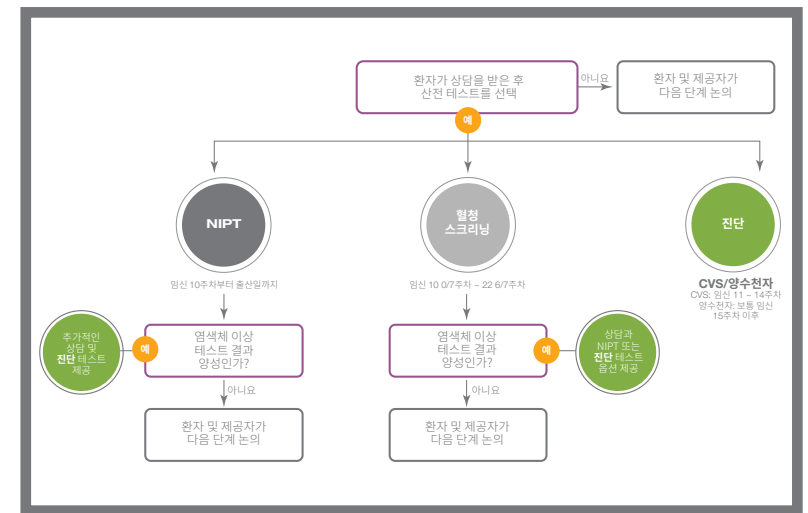 환자가 상담을 받은 후
산전 테스트를 선택
아니요
환자 및 제공자가
다음 단계 논의
예
NIPT
혈청
스크리닝
진단
임신 10주차부터 출산일까지
임신 10 0/7주차 ~ 22 6/7주차
CVS/양수천자
CVS: 임신 11 ~ 14주차
양수천자: 보통 임신
15주차 이후
추가적인
상담 및
진단 테스트
제공
예
염색체 이상
테스트 결과
양성인가?
염색체 이상
테스트 결과
양성인가?
예
상담과
NIPT 또는
진단 테스트
옵션 제공
아니요
아니요
환자 및 제공자가
다음 단계 논의
환자 및 제공자가
다음 단계 논의